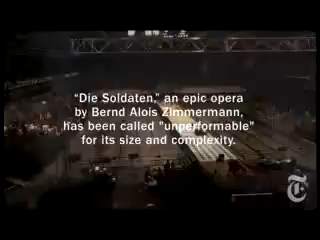 “Die Soldaten,” an epic opera
by Bernd Alois Zimmermann,
has been called "unperformable"
for its size and complexity.
T